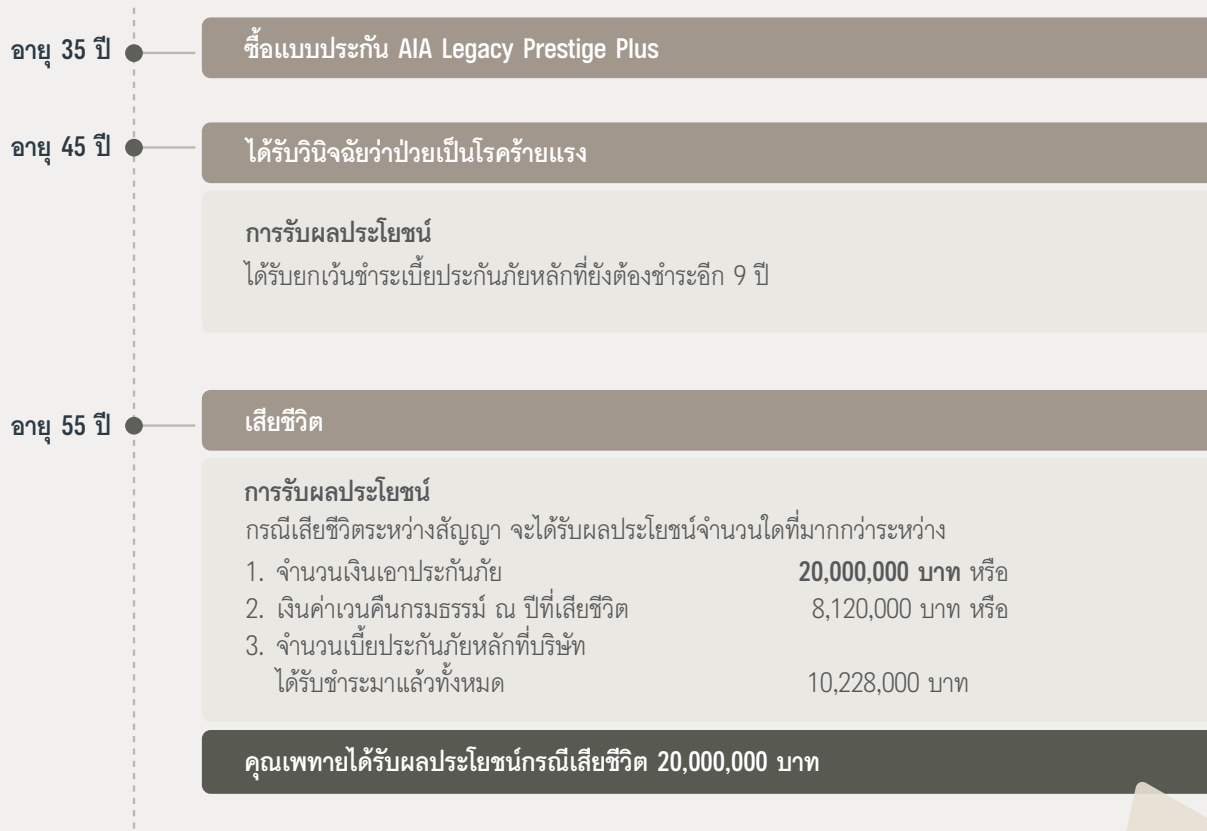 อายุ 35 ปี
ซื้อแบบประกัน AIA Legacy Prestige Plus
อายุ 45 ปี
ได้รับวินิจฉัยว่าป่วยเป็นโรคร้ายแรง
การรับผลประโยชน์
ได้รับยกเว้นชำระเบี้ยประกันภัยหลักที่ยังต้องชำระอีก 9 ปี
อายุ 55 ปี
เสียชีวิต
การรับผลประโยชน์
กรณีเสียชีวิตระหว่างสัญญา จะได้รับผลประโยชน์จำนวนใดที่มากกว่าระหว่าง
1. จำนวนเงินเอาประกันภัย 20,000,000 บาท หรือ
2. เงินค่าเวนคืนกรมธรรม์ ณ ปีที่เสียชีวิต 8,120,000 บาท หรือ
3. จำนวนเบี้ยประกันภัยหลักที่บริษัท
ได้รับชำระมาแล้วทั้งหมด 10,228,000 บาท
คุณเพทายได้รับผลประโยชน์กรณีเสียชีวิต 20,000,000 บาท